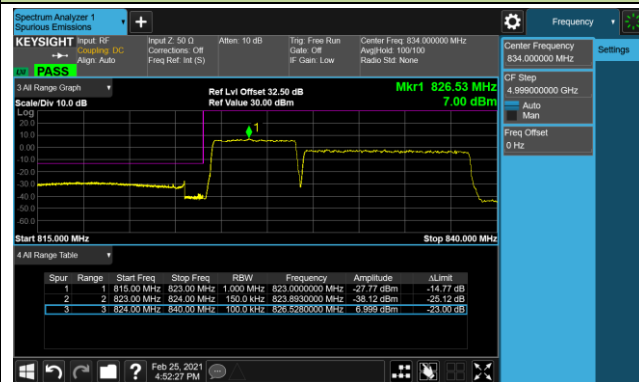 Spectrum Analyzer 1
Spurious Emissions
Frequency
KEYSIGHT Input: RF Input Z: 50 Ω Atten: 10 dB Trig: Free Run Center Freq: 834.000000 MHz
Coupling: DC Corrections: Off Gate: Off Avg|Hold: 100/100
Align: Auto Freq Ref: Int (S) IF Gain: Low Radio Std: None
PASS
Center Frequency
834.000000 MHz
Settings
CF Step
4.999000000 GHz
Auto
Man
Freq Offset
0 Hz
3 All Range Graph
Ref Lvl Offset 32.50 dB Mkr1 826.53 MHz
Scale/Div 10.0 dB Ref Value 30.00 dBm 7.00 dBm
Log
20.0
10.0
0.00
-10.0
-20.0
-30.0
-40.0
-50.0
-60.0
1
Start 815.000 MHz Stop 840.000 MHz
4 All Range Table
Spur Range Start Freq Stop Freq RBW Frequency Amplitude ΔLimit
1 1 815.00 MHz 823.00 MHz 1.000 MHz 823.0000000 MHz -27.77 dBm -14.77 dB
2 2 823.00 MHz 824.00 MHz 150.0 kHz 823.8930000 MHz -38.12 dBm -25.12 dB
3 3 824.00 MHz 840.00 MHz 100.0 kHz 826.5280000 MHz 6.999 dBm -23.00 dB
? Feb 25, 2021
4:52:27 PM